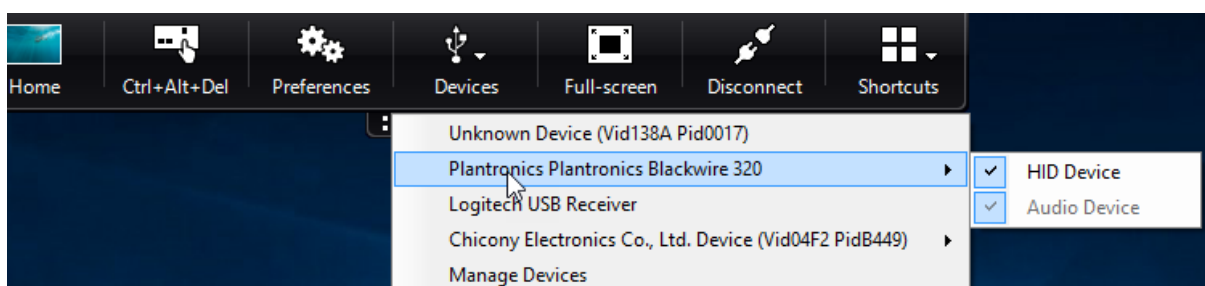 Home Ctrl+Alt+Del Preferences Devices Full-screen Disconnect Shortcuts
Unknown Device (Vid138A Pid0017)
Plantronics Plantronics Blackwire 320
HID Device
Logitech USB Receiver
Audio Device
Chicony Electronics Co., Ltd. Device (Vid04F2 PidB449)
Manage Devices